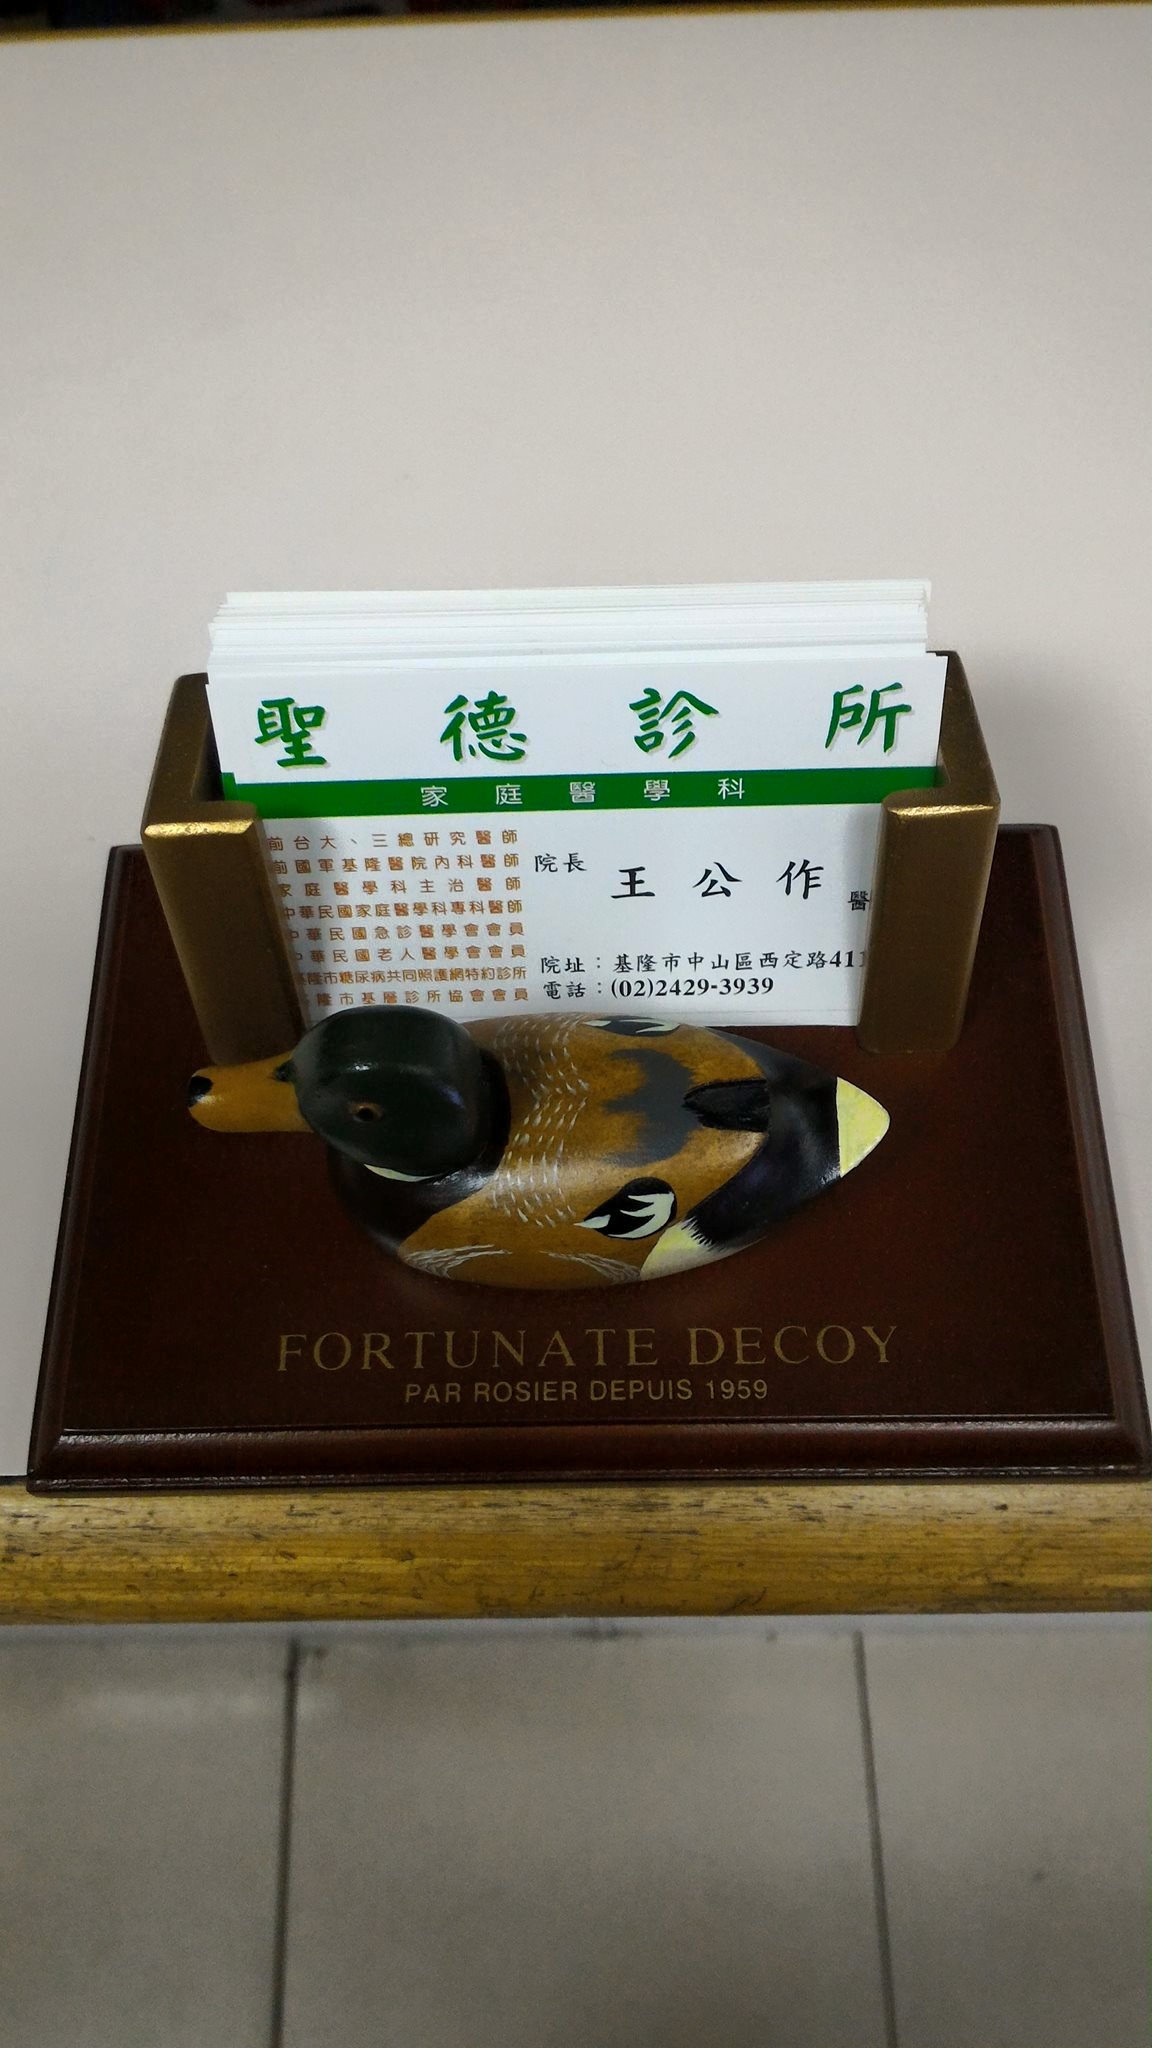 聖德診所
家庭醫學科
前台大、三總研究醫師
前國軍基隆醫院內科醫師
家庭醫學科主治醫師
中華民國家庭醫學科專科醫師
中華民國急診醫學會會員
中華民國老人醫學會會員
基隆市糖尿病共同照護網特約診所
隆市基層診所協會會員
院長 王公作 醫
院址：基隆市中山區西定路411
電話：(02)2429-3939
FORTUNATE DECOY
PAR ROSIER DEPUIS 1959